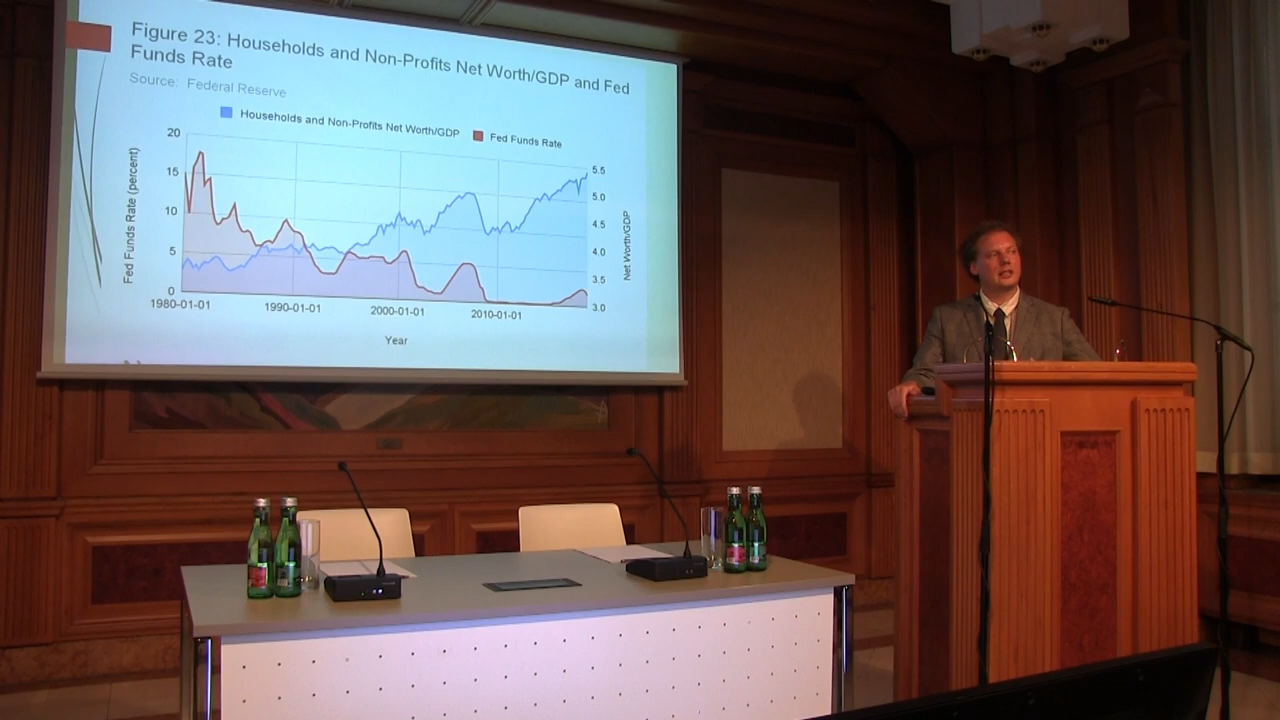 Figure 23: Households and Non-Profits Net Worth/GDP and Fed
Funds Rate
Source: Federal Reserve
Households and Non-Profits Net Worth/GDP
Fed Funds Rate
Fed Funds Rate (percent)
20
15
10
5
0
5.5
5.0
4.5
4.0
3.5
3.0
Net Worth/GDP
1980-01-01
1990-01-01
2000-01-01
2010-01-01
Year